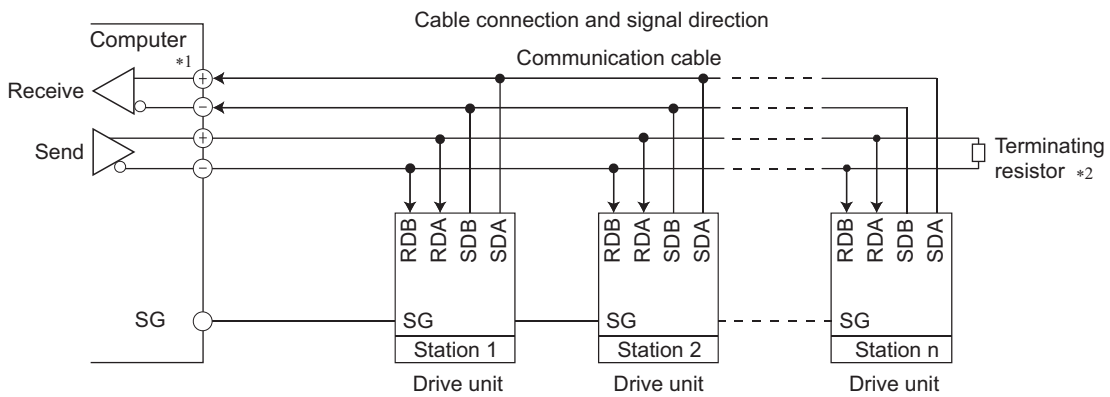 Cable connection and signal direction
Computer
*1
Communication cable
Receive
+
−
Send
+
−
Terminating
resistor *2
RDB RDA SDB SDA
RDB RDA SDB SDA
RDB RDA SDB SDA
SG
SG
SG
SG
Station 1
Station 2
Station n
Drive unit
Drive unit
Drive unit